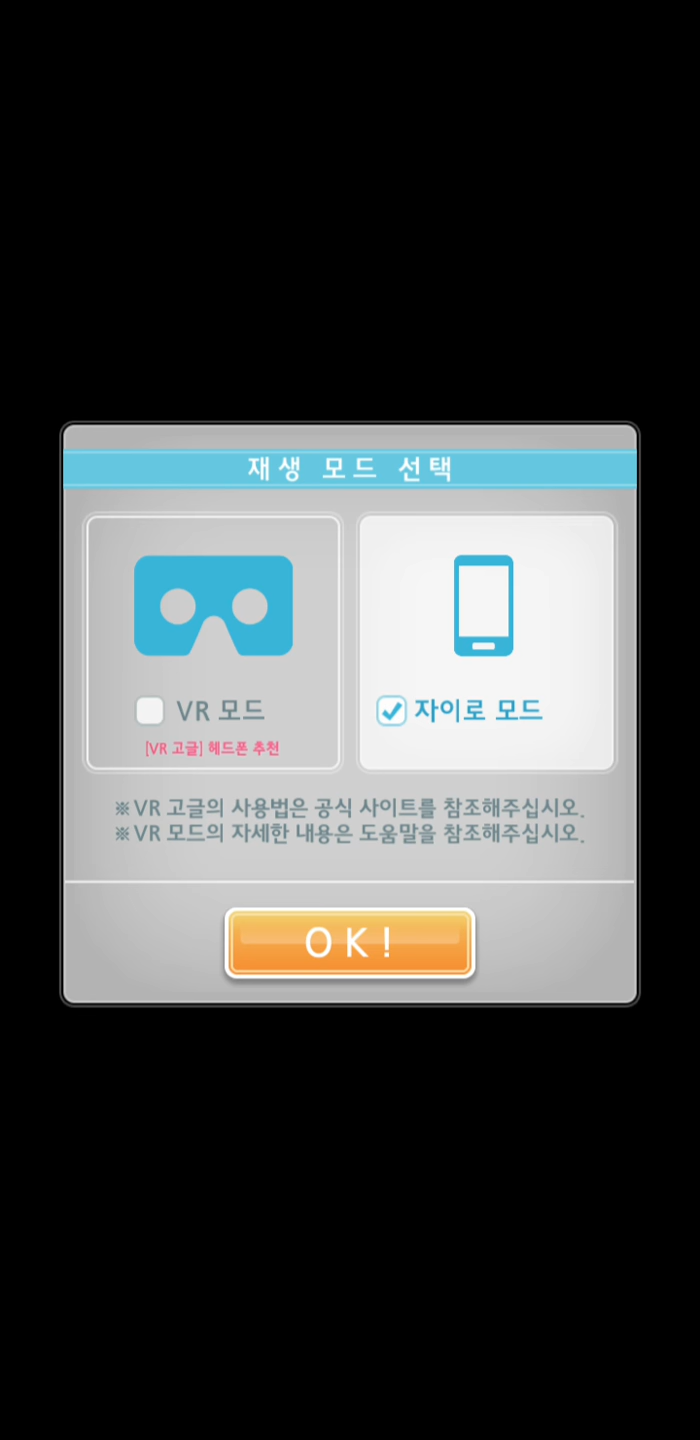 재생 모드 선택
VR 모드
자이로 모드
[VR 고글] 헤드폰 추천
※VR 고글의 사용법은 공식 사이트를 참조해주십시오.
※VR 모드의 자세한 내용은 도움말을 참조해주십시오.
OK!